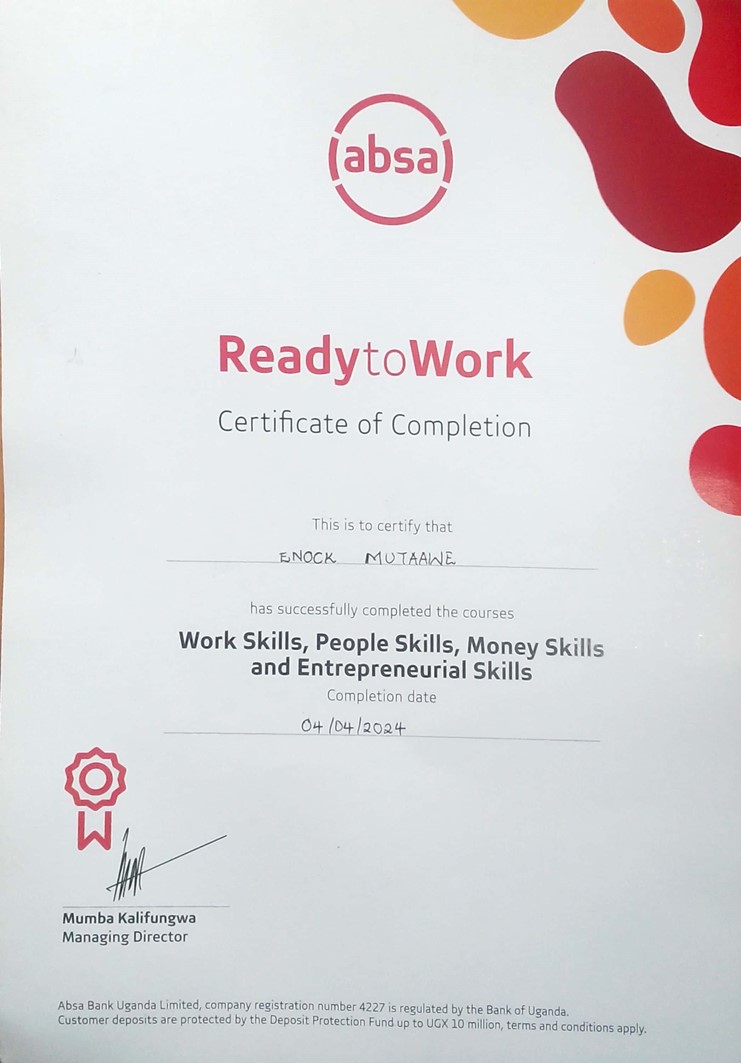 absa
ReadytoWork
Certificate of Completion
This is to certify that
ENOCK MUTAAWE
has successfully completed the courses
Work Skills, People Skills, Money Skills
and Entrepreneurial Skills
Completion date
04/04/2024
Mumba Kalifungwa
Managing Director
Absa Bank Uganda Limited, company registration number 4227 is regulated by the Bank of Uganda.
Customer deposits are protected by the Deposit Protection Fund up to UGX 10 million, terms and conditions apply.